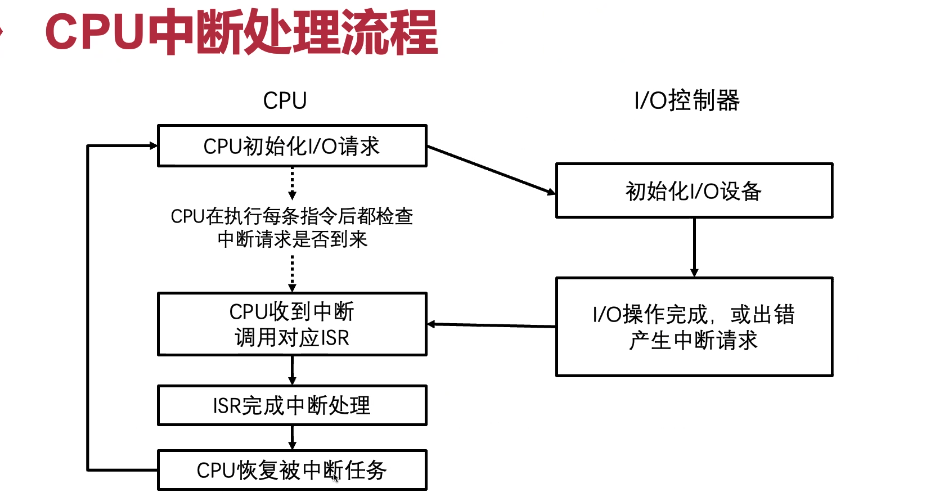 CPU中断处理流程
CPU
I/O控制器
CPU初始化I/O请求
初始化I/O设备
CPU在执行每条指令后都检查
中断请求是否到来
CPU收到中断
调用对应ISR
I/O操作完成，或出错
产生中断请求
ISR完成中断处理
CPU恢复被中断任务